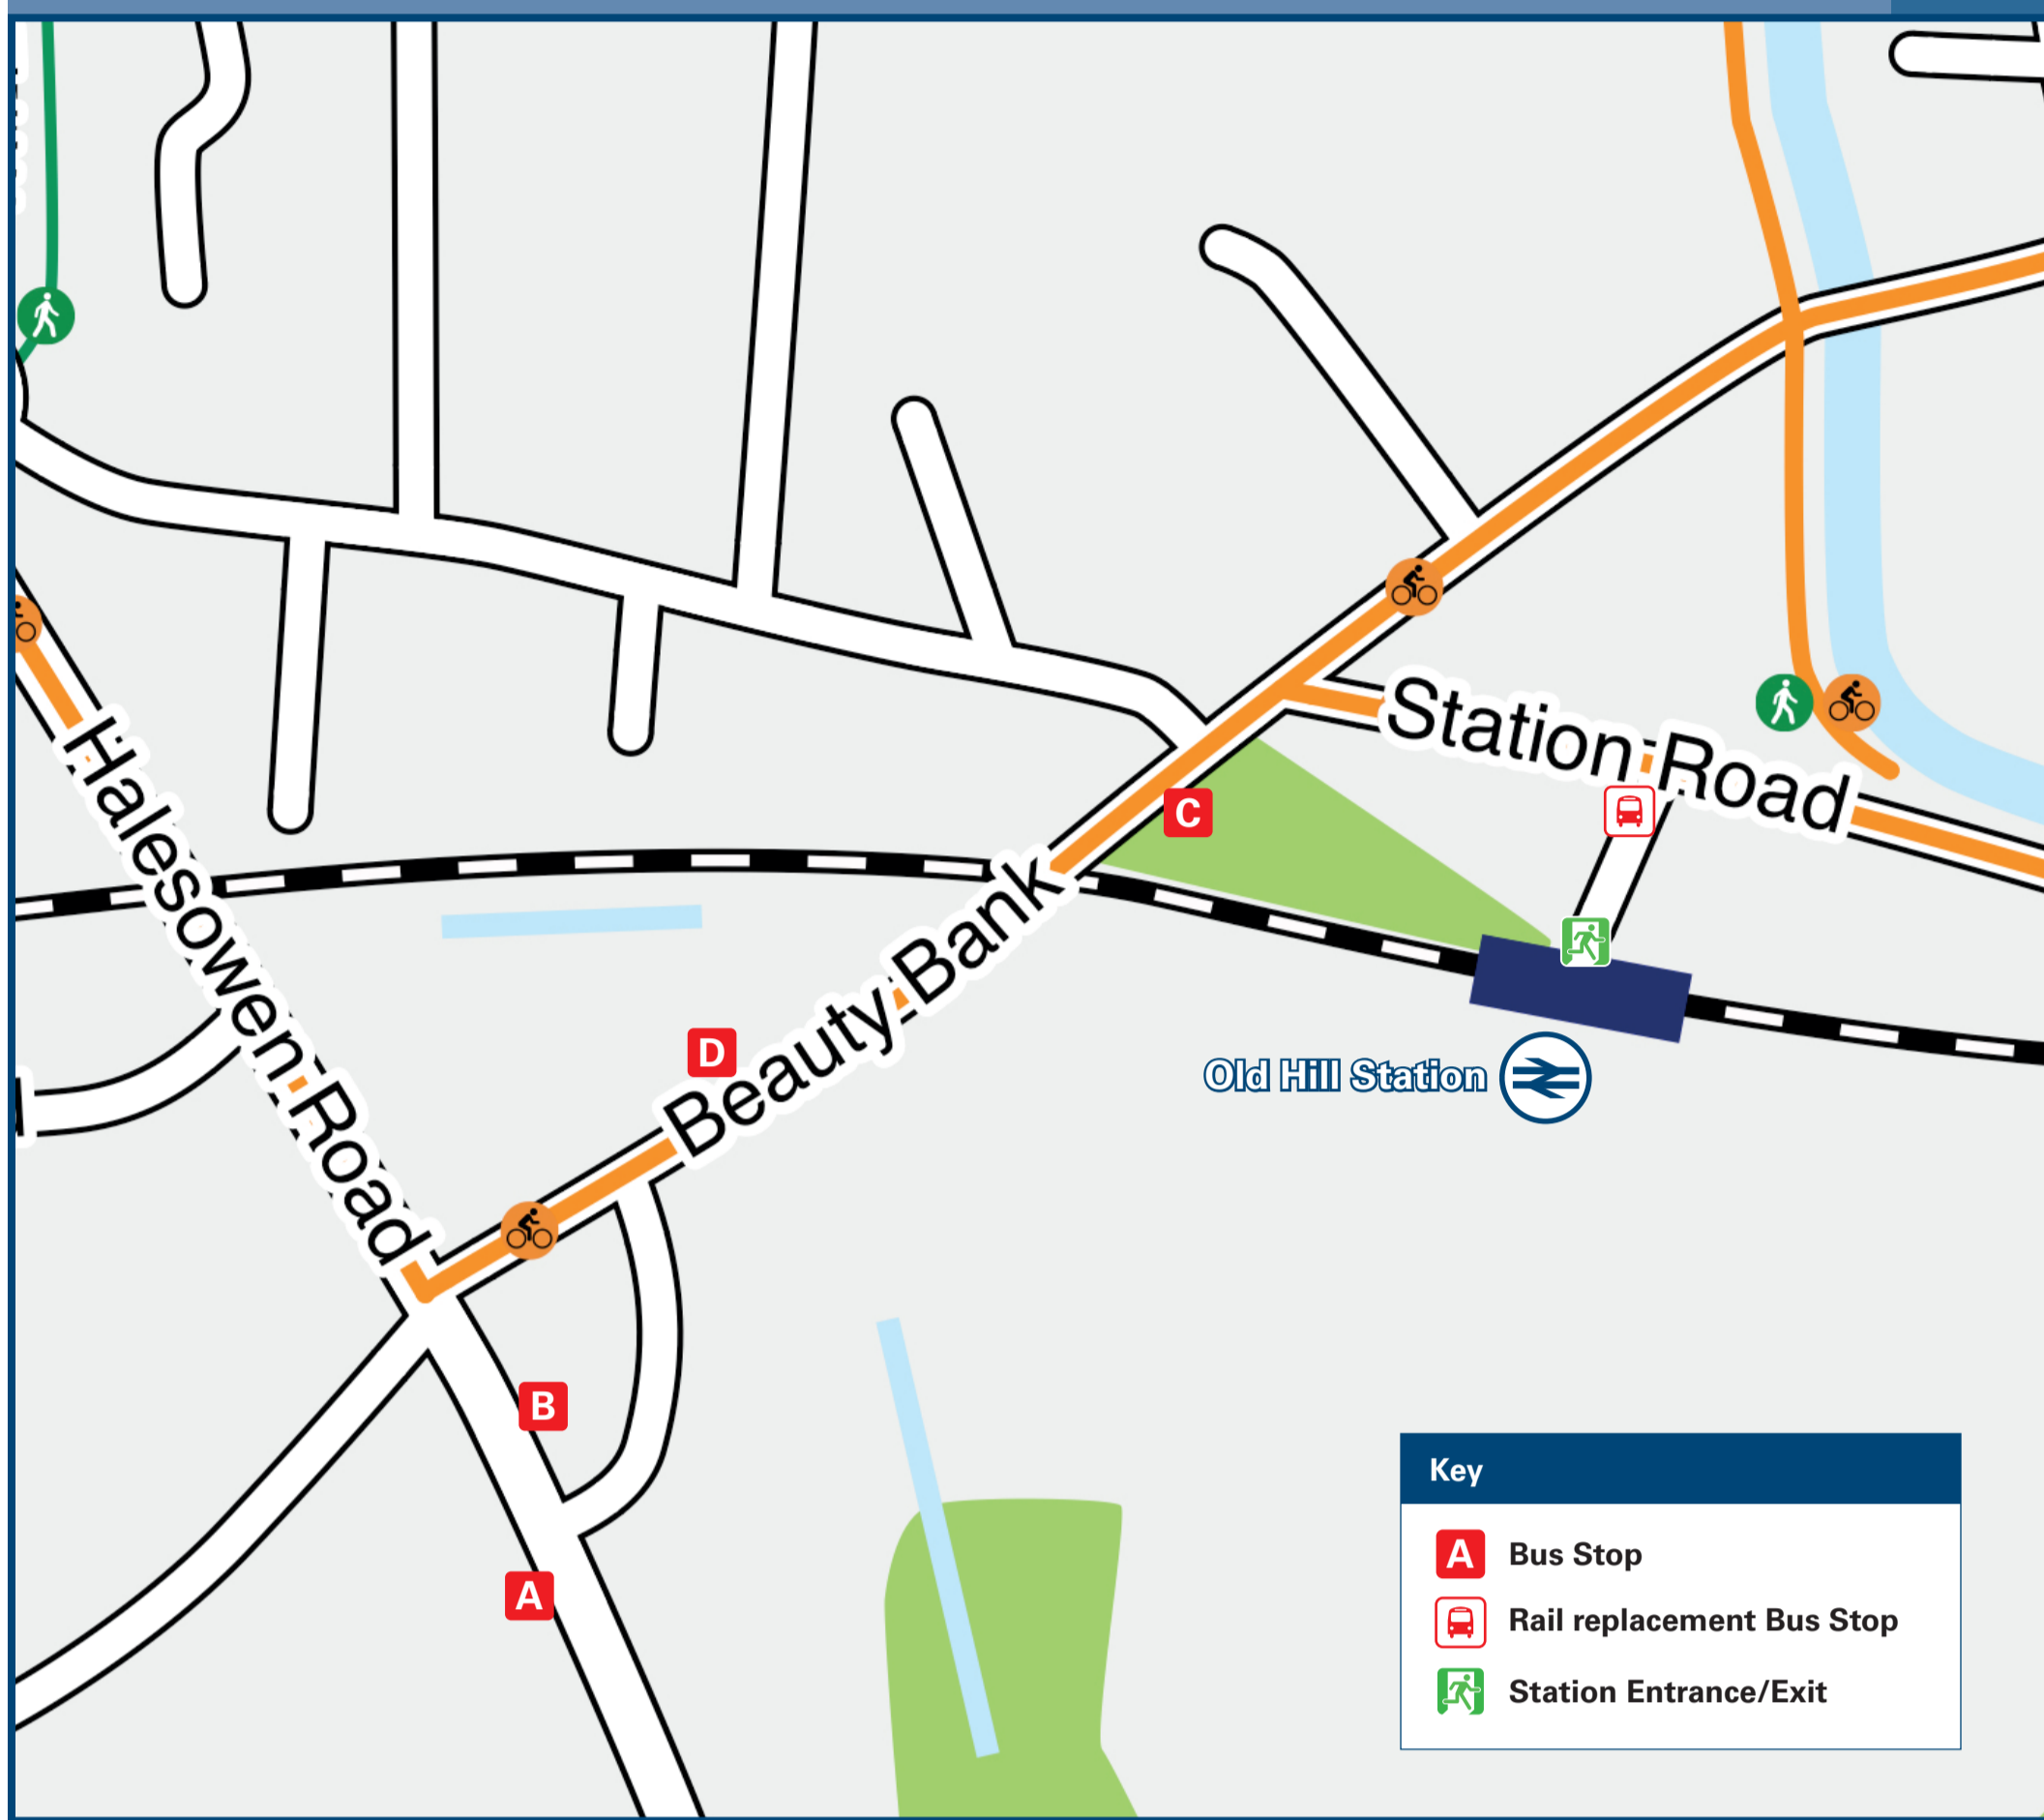 Station Road
C
Halesowen Road
Beauty Bank
D
Old Hill Station
B
A
Key
A Bus Stop
Rail replacement Bus Stop
Station Entrance/Exit